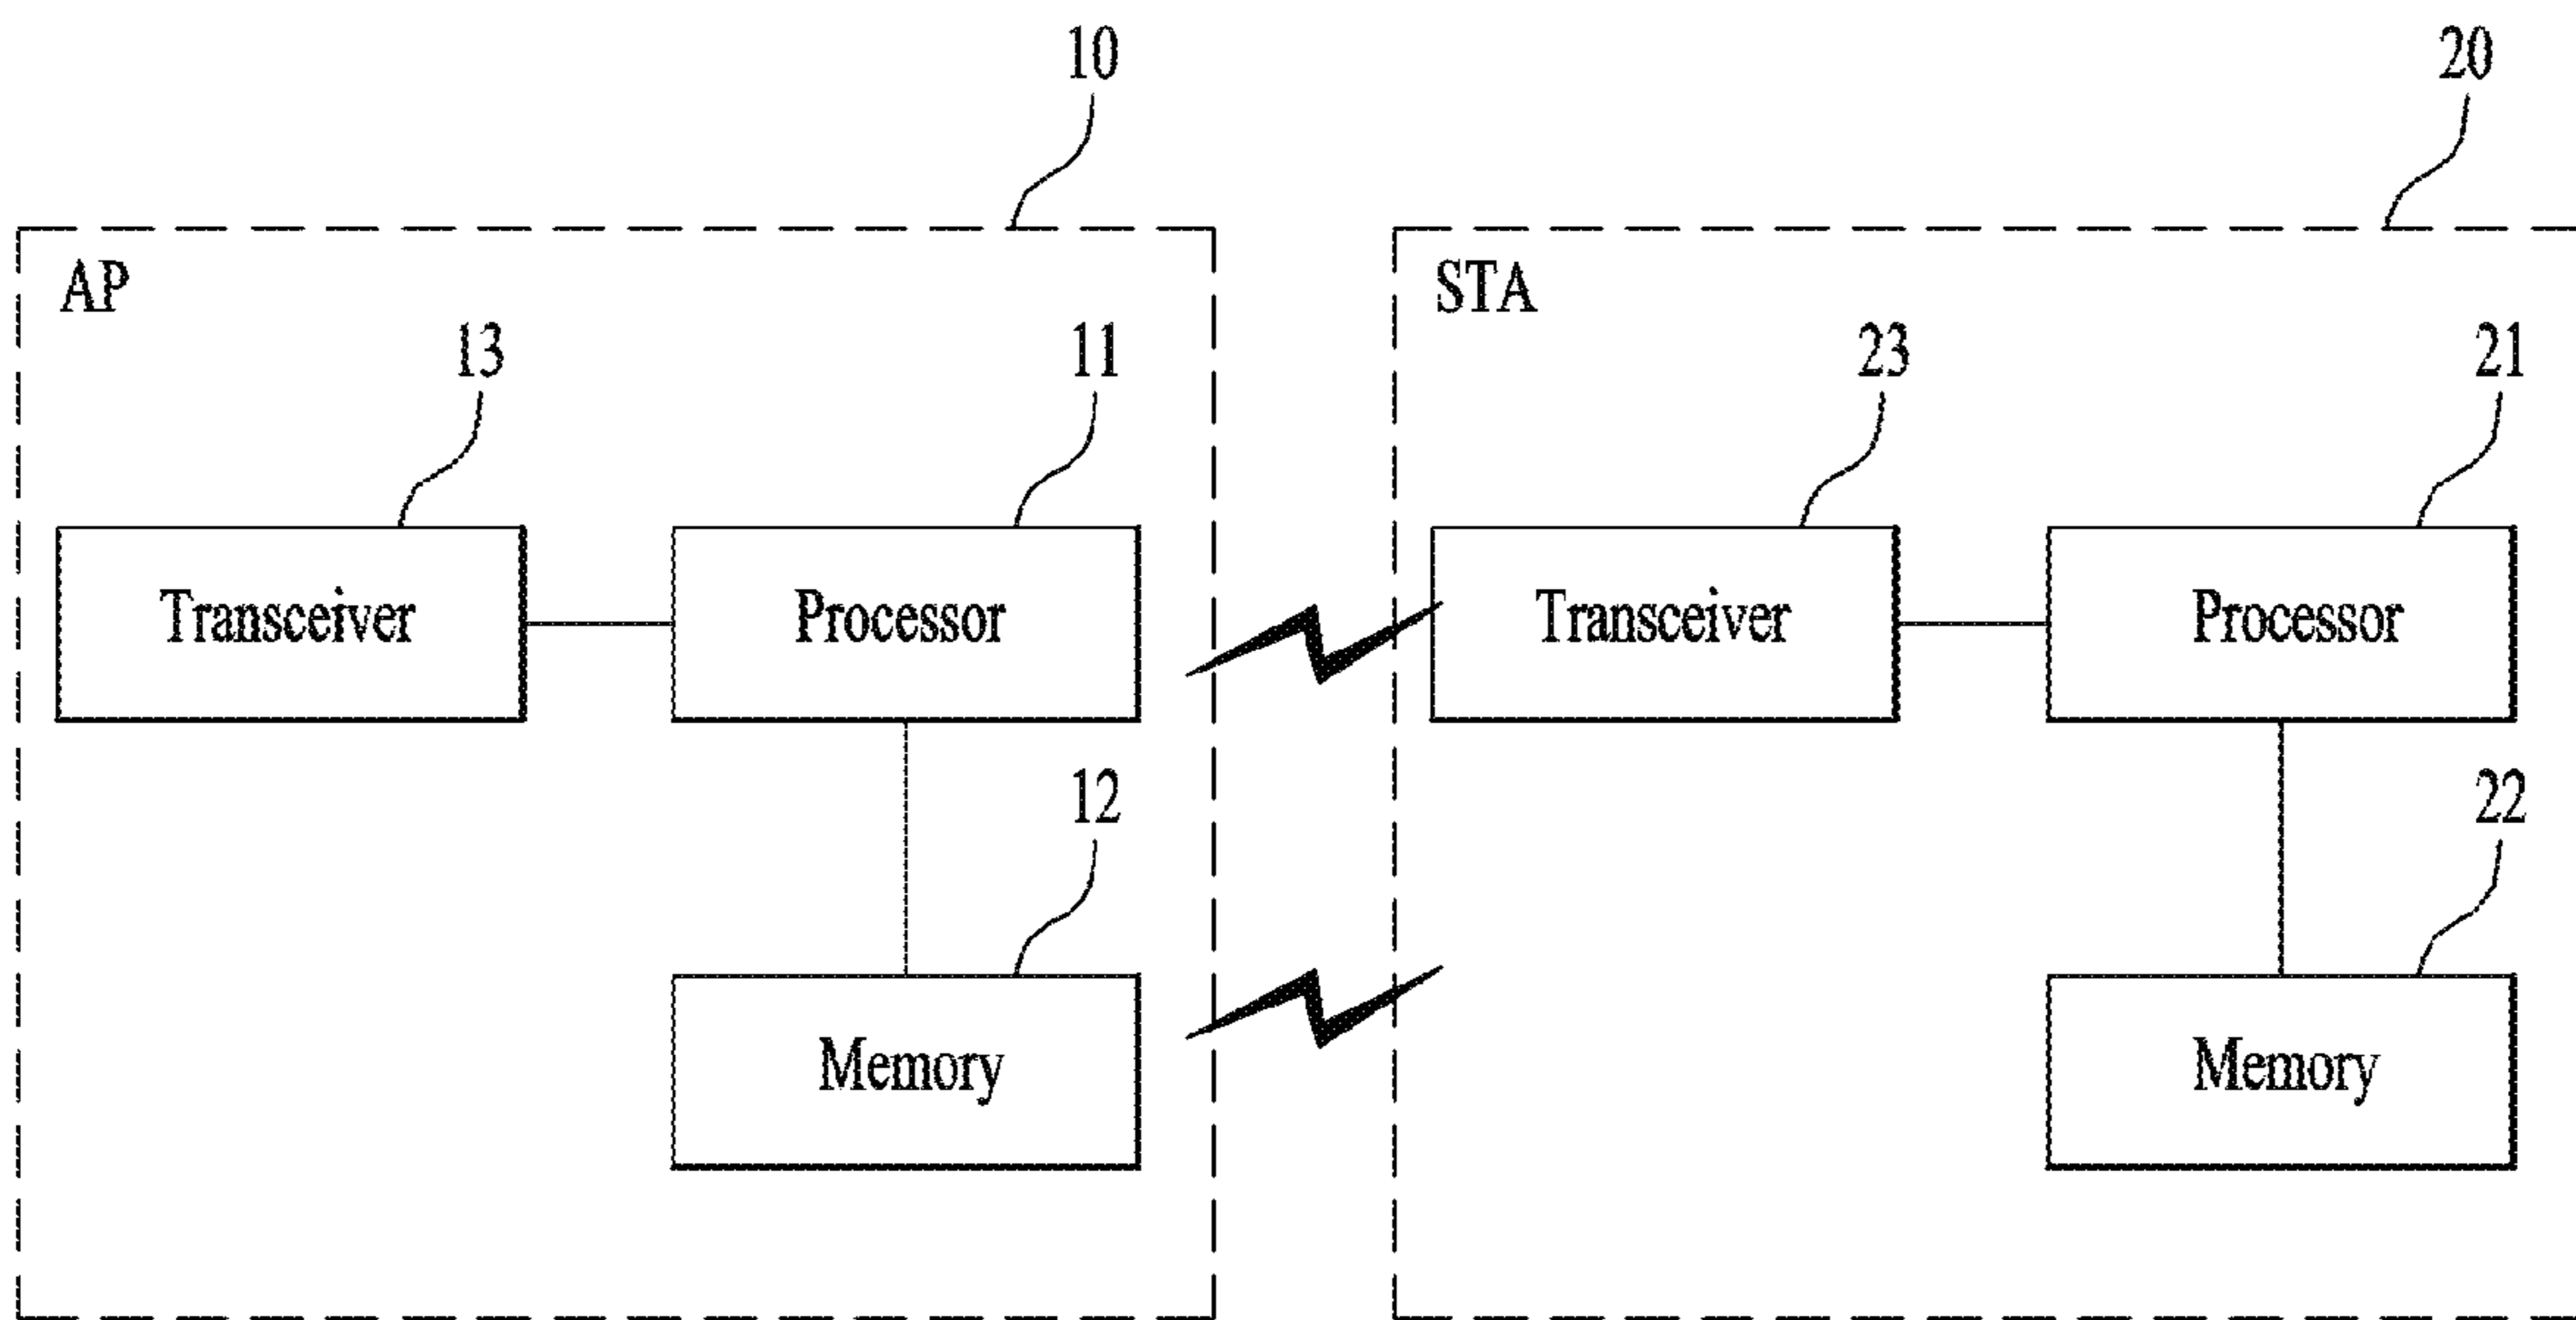 10
20
AP
STA
13
11
23
21
Transceiver
Processor
Transceiver
Processor
12
22
Memory
Memory